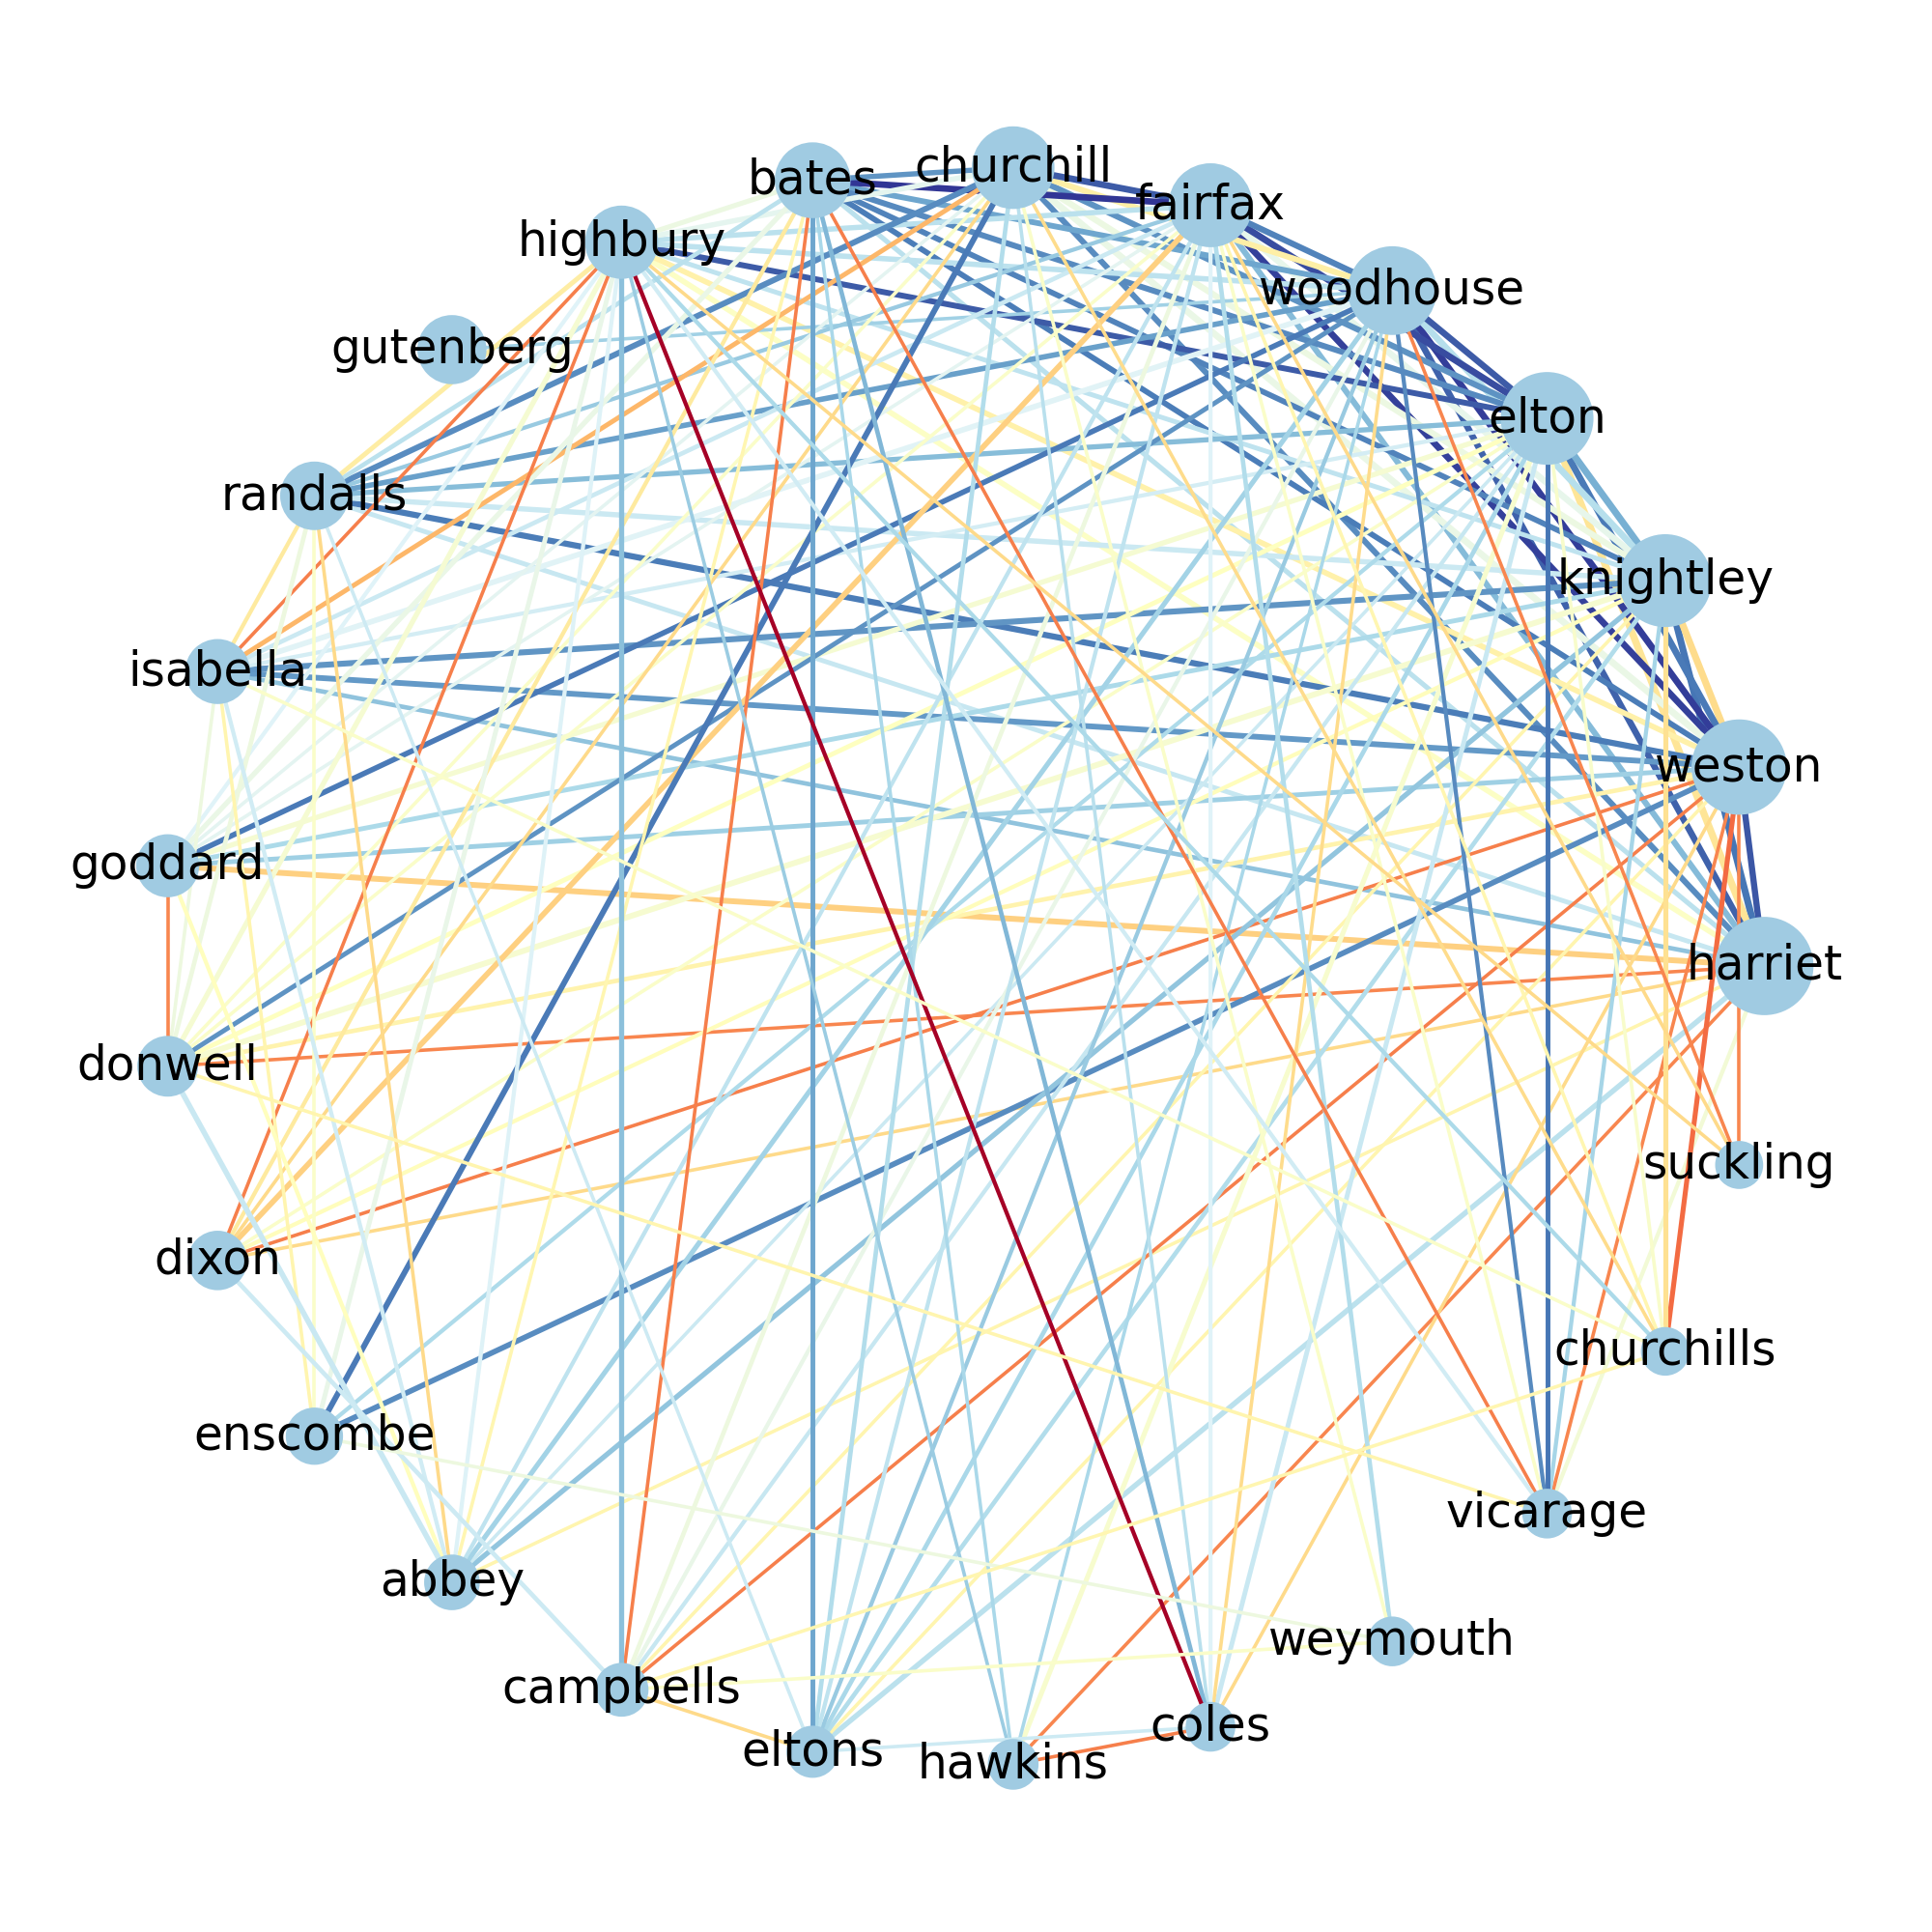 churchill
bates
fairfax
highbury
woodhouse
gutenberg
elton
randalls
knightley
isabella
weston
goddard
harriet
donwell
suckling
dixon
churchills
enscombe
vicarage
abbey
weymouth
campbells
coles
eltons
hawkins